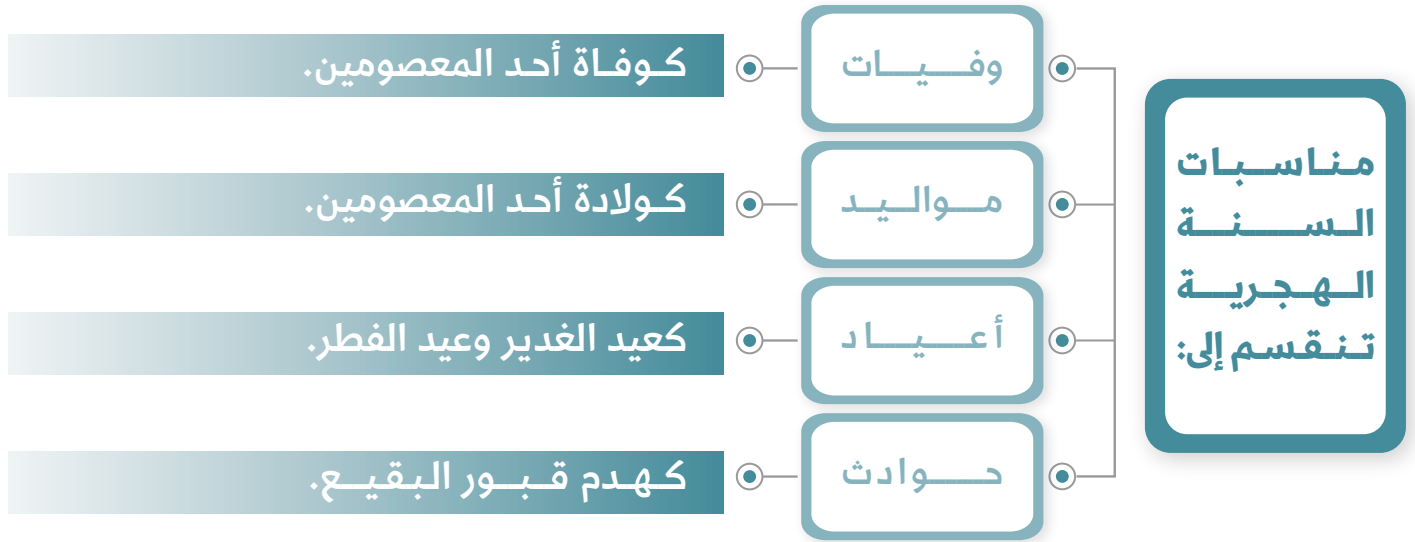 مناسبات
السنة
الهجرية
تنقسم إلى:
وفيات
كوفاة أحد المعصومين.
مواليد
كولادة أحد المعصومين.
أعياد
كعيد الغدير وعيد الفطر.
حوادث
كهدم قبور البقيع.